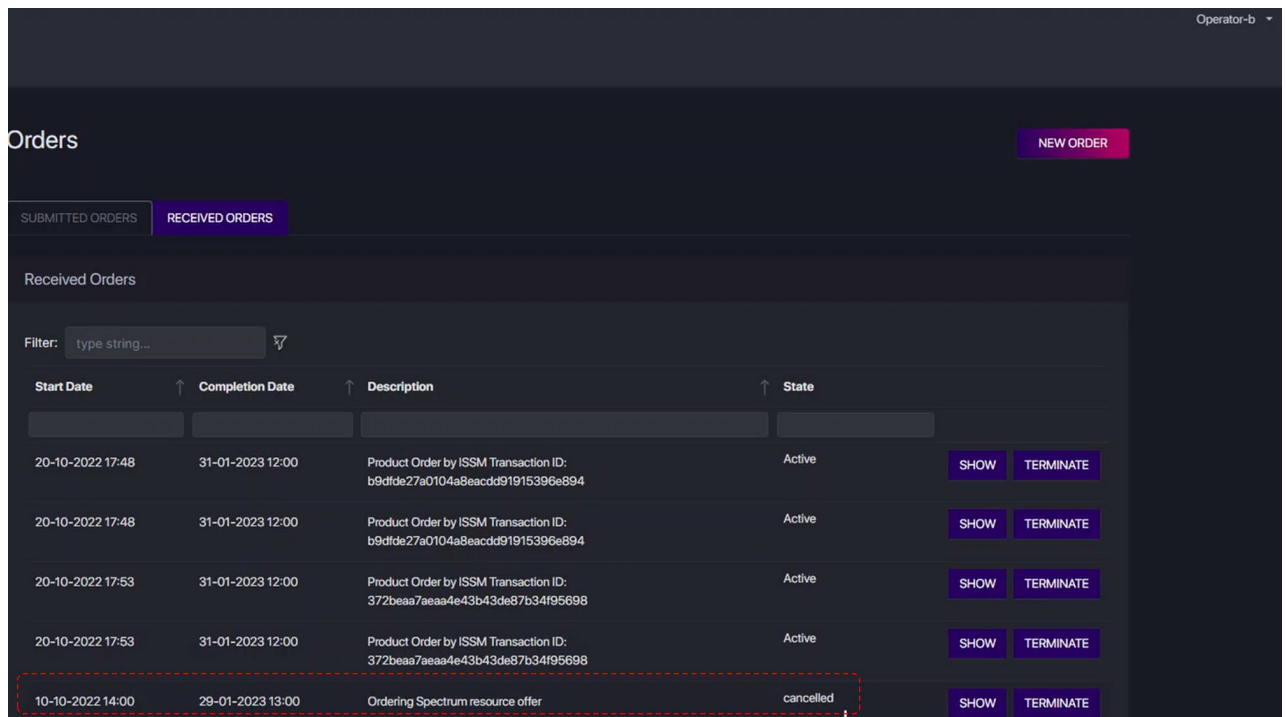 Operator-b
Orders
NEW ORDER
SUBMITTED ORDERS RECEIVED ORDERS
Received Orders
Filter: type string...
Start Date Completion Date Description State
20-10-2022 17:48 31-01-2023 12:00 Product Order by ISSM Transaction ID: Active SHOW TERMINATE
b9dfde27a0104a8eacdd91915396e894
20-10-2022 17:48 31-01-2023 12:00 Product Order by ISSM Transaction ID: Active SHOW TERMINATE
b9dfde27a0104a8eacdd91915396e894
20-10-2022 17:53 31-01-2023 12:00 Product Order by ISSM Transaction ID: Active SHOW TERMINATE
372beaa7aeaa4e43b43de87b34f95698
20-10-2022 17:53 31-01-2023 12:00 Product Order by ISSM Transaction ID: Active SHOW TERMINATE
372beaa7aeaa4e43b43de87b34f95698
10-10-2022 14:00 29-01-2023 13:00 Ordering Spectrum resource offer cancelled SHOW TERMINATE